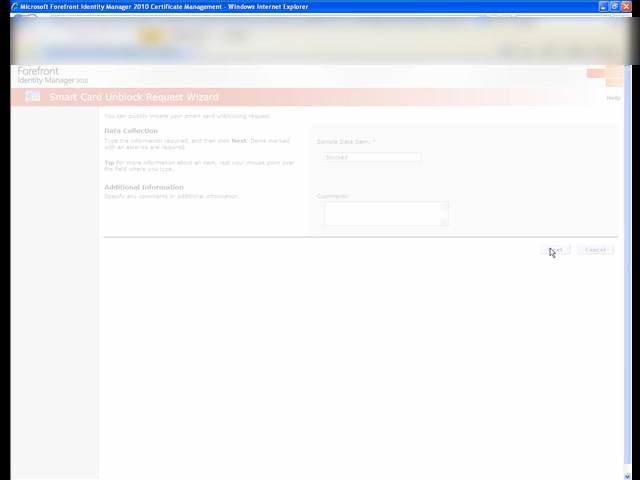 Microsoft Forefront Identity Manager 2010 Certificate Management - Windows Internet Explorer
Forefront
Identity Manager 2010
Smart Card Unblock Request Wizard
Help
You can quickly initiate your smart card unblocking request.
Data Collection
Type the information required, and then click Next. Items marked
with an asterisk are required.
Sample Data Item: *
Blocked
Tip For more information about an item, rest your mouse point over
the field where you type.
Additional Information
Specify any comments or additional information.
Comments:
Cancel